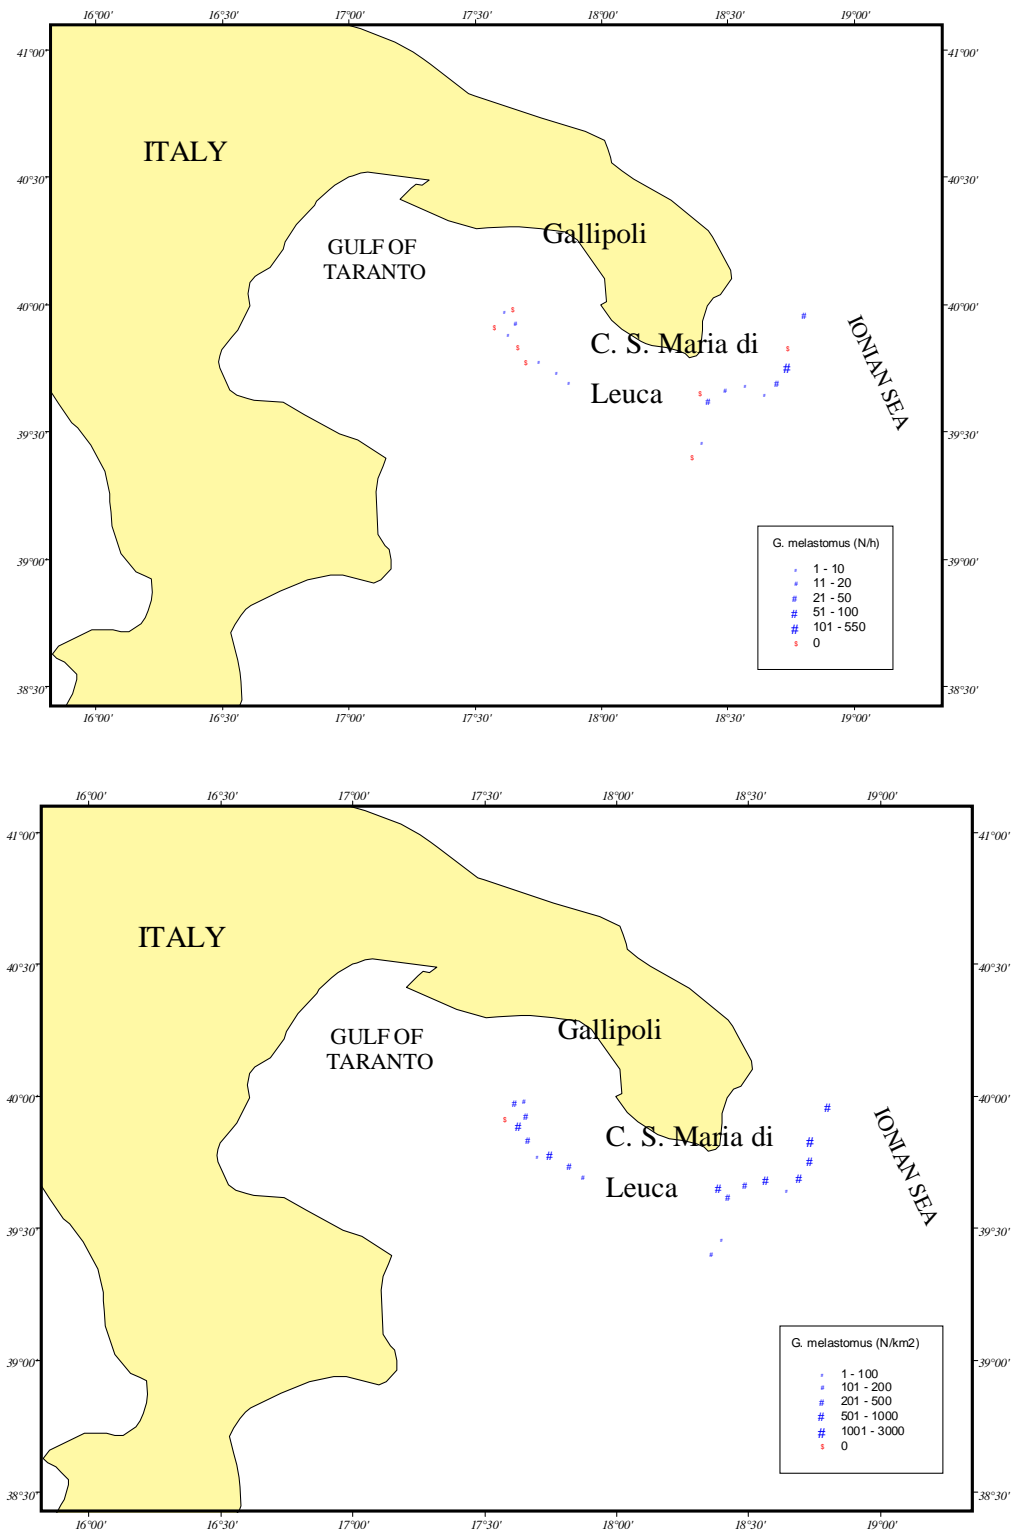 16°00' 16°30' 17°00' 17°30' 18°00' 18°30' 19°00'
41°00' 41°00'
ITALY
40°30' 40°30'
Gallipoli
GULF OF
TARANTO
40°00' 40°00'
$ # #
$ #
# $
C. S. Maria di
IONIAN SEA
$ # #
# #
Leuca
$ # # # #
39°30' 39°30'
#
$
G. melastomus (N/h)
# 1 - 10
# 11 - 20
# 21 - 50
# 51 - 100
# 101 - 550
$ 0
39°00' 39°00'
38°30' 38°30'
16°00' 16°30' 17°00' 17°30' 18°00' 18°30' 19°00'
16°00' 16°30' 17°00' 17°30' 18°00' 18°30' 19°00'
41°00' 41°00'
ITALY
40°30' 40°30'
Gallipoli
GULF OF
TARANTO
40°00' 40°00'
# # #
$ #
# #
C. S. Maria di
IONIAN SEA
# # #
# #
Leuca
# # # # #
39°30' 39°30'
#
#
G. melastomus (N/km2)
# 1 - 100
# 101 - 200
# 201 - 500
# 501 - 1000
# 1001 - 3000
$ 0
39°00' 39°00'
38°30' 38°30'
16°00' 16°30' 17°00' 17°30' 18°00' 18°30' 19°00'